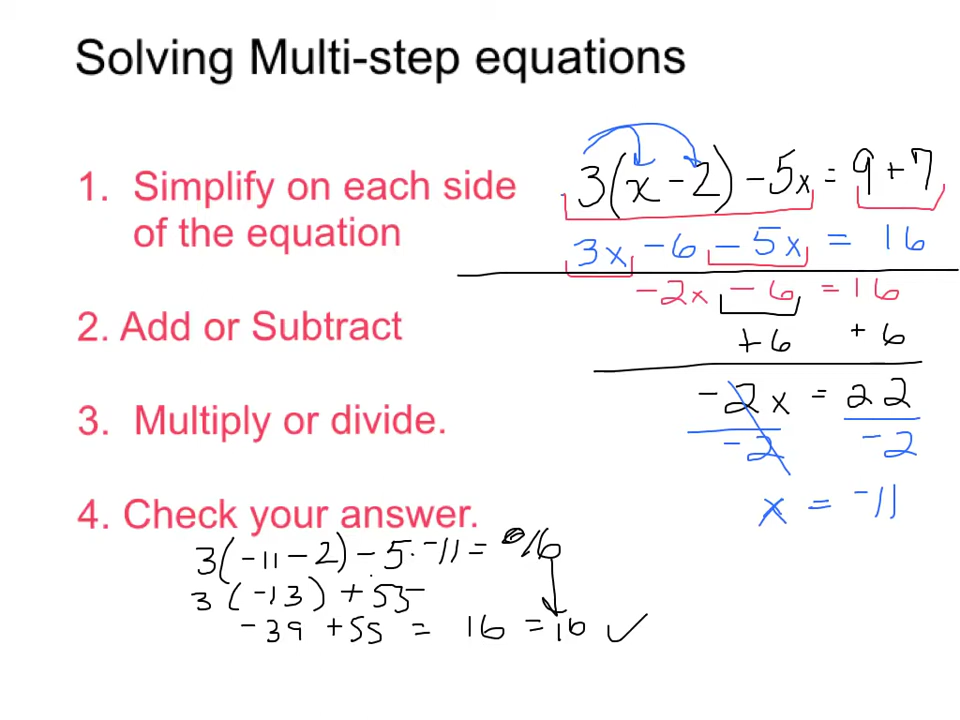 Solving Multi-step equations
1. Simplify on each side
of the equation
2. Add or Subtract
3. Multiply or divide.
4. Check your answer.
3(x-2)-5x = 9+7
3x -6 -5x = 16
-2x -6 = 16
+6 +6
-2x = 22
-2 -2
x = -11
3(-11-2)-5·-11= 16
3(-13)+55
-39 +55 = 16 = 16 ✓